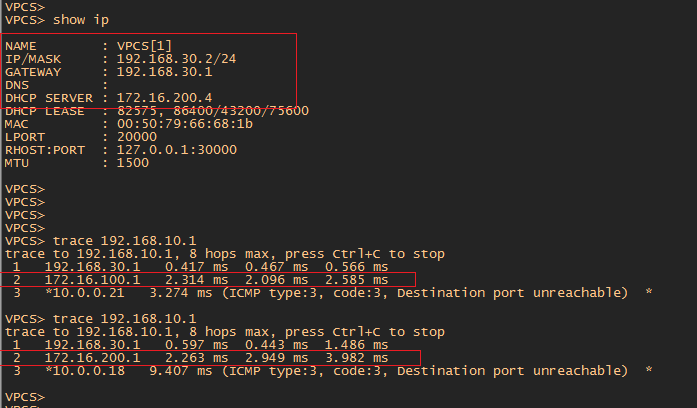 VPCS>
VPCS> show ip
NAME        : VPCS[1]
IP/MASK     : 192.168.30.2/24
GATEWAY     : 192.168.30.1
DNS         :
DHCP SERVER : 172.16.200.4
DHCP LEASE  : 82575, 86400/43200/75600
MAC         : 00:50:79:66:68:1b
LPORT       : 20000
RHOST:PORT  : 127.0.0.1:30000
MTU         : 1500
VPCS>
VPCS>
VPCS>
VPCS>
VPCS> trace 192.168.10.1
trace to 192.168.10.1, 8 hops max, press Ctrl+C to stop
1   192.168.30.1   0.417 ms  0.467 ms  0.566 ms
2   172.16.100.1   2.314 ms  2.096 ms  2.585 ms
3   *10.0.0.21   3.274 ms (ICMP type:3, code:3, Destination port unreachable)  *
VPCS> trace 192.168.10.1
trace to 192.168.10.1, 8 hops max, press Ctrl+C to stop
1   192.168.30.1   0.597 ms  0.443 ms  1.486 ms
2   172.16.200.1   2.263 ms  2.949 ms  3.982 ms
3   *10.0.0.18   9.407 ms (ICMP type:3, code:3, Destination port unreachable)  *
VPCS>